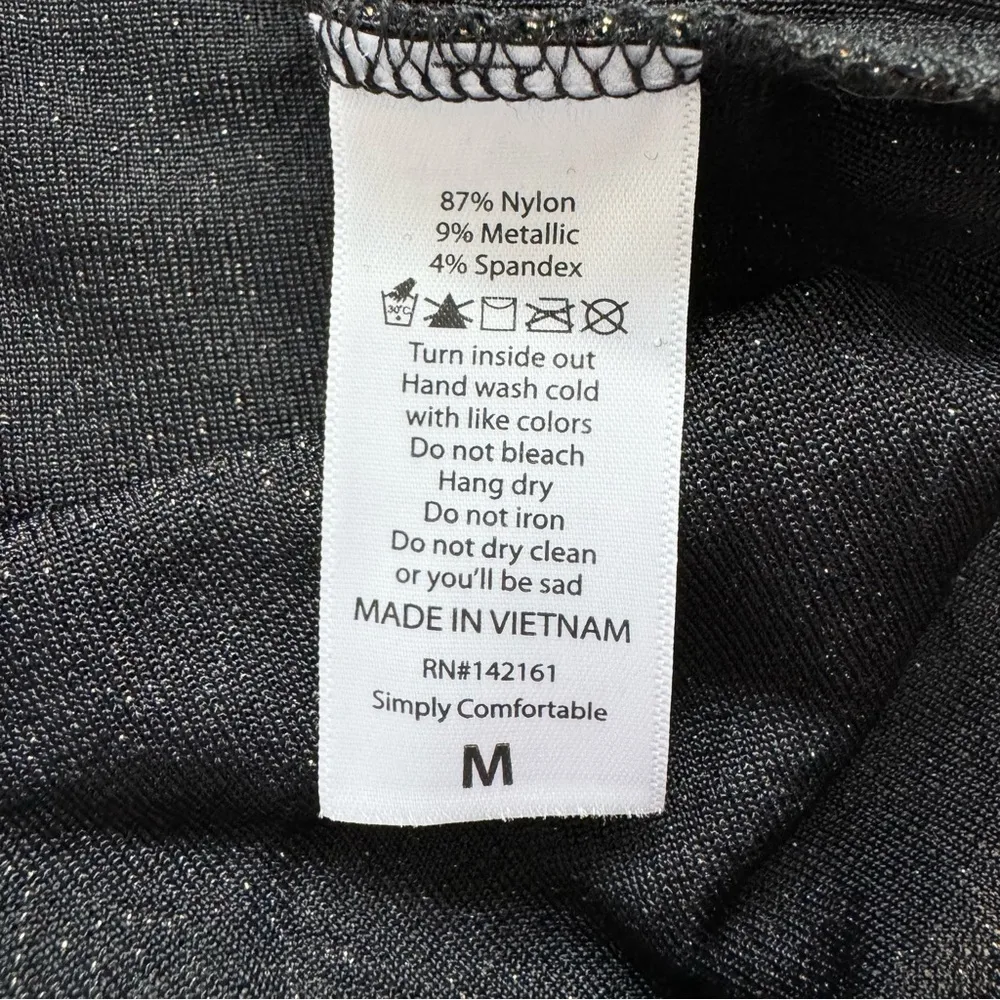 87% Nylon
9% Metallic
4% Spandex
30°C
Turn inside out
Hand wash cold
with like colors
Do not bleach
Hang dry
Do not iron
Do not dry clean
or you'll be sad
MADE IN VIETNAM
RN#142161
Simply Comfortable
M